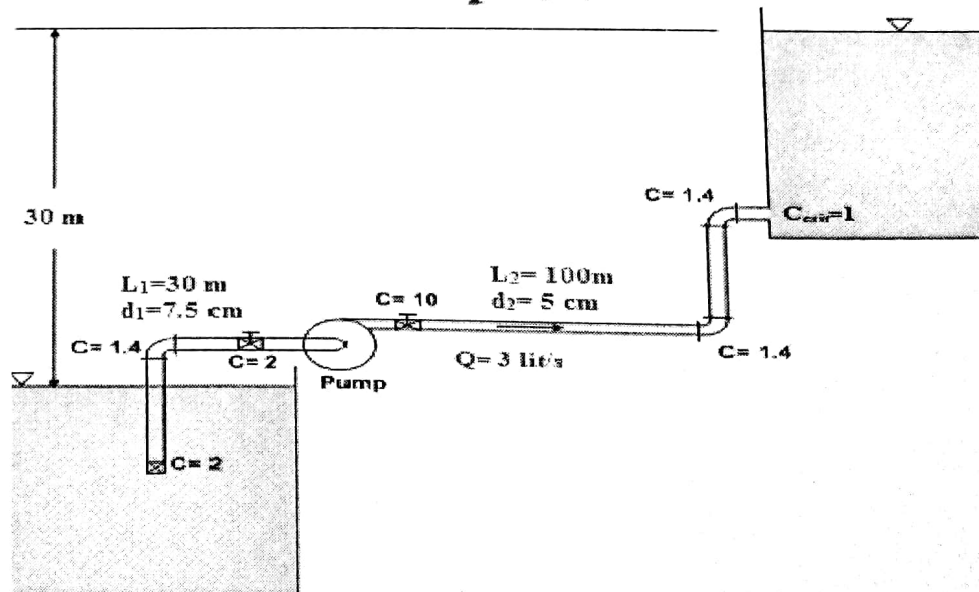 30 m
L₁=30 m
d₁=7.5 cm
C= 1.4
C= 2
Pump
C= 2
C= 10
L₂= 100m
d₂= 5 cm
Q= 3 lit/s
C= 1.4
C= 1.4
Cₑₓᵢₜ=1